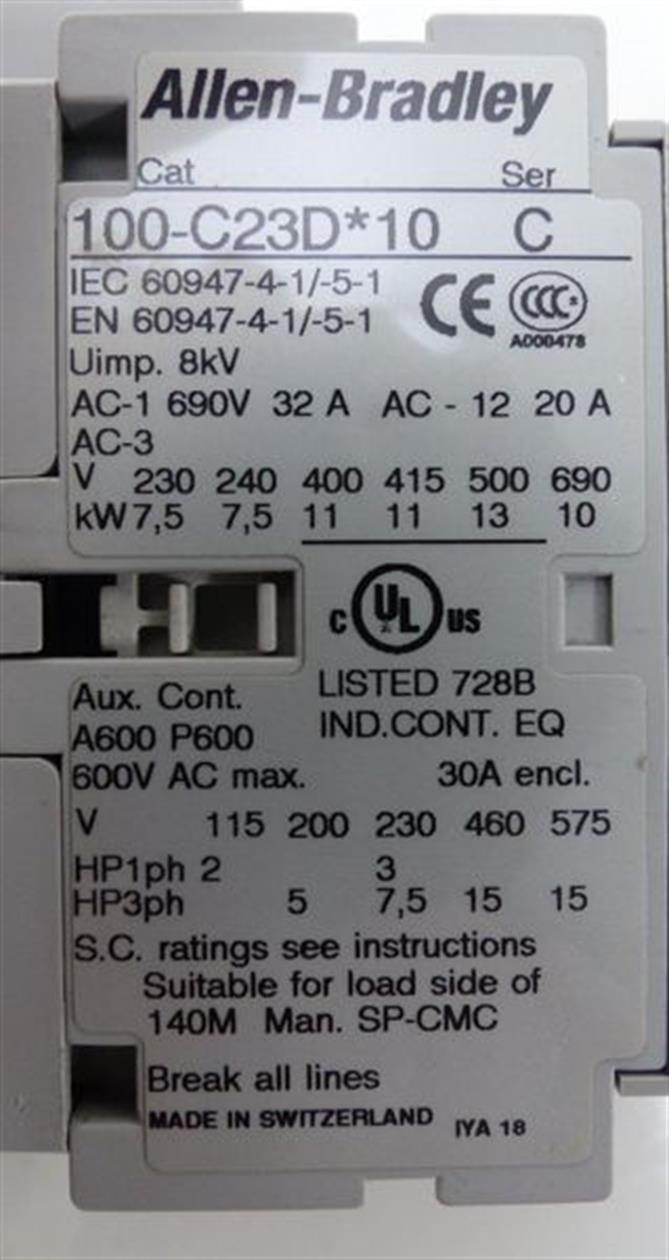 Allen-Bradley
Cat Ser
100-C23D*10 C
IEC 60947-4-1/-5-1
EN 60947-4-1/-5-1
CE CCC
A000478
Uimp. 8kV
AC-1 690V 32 A AC - 12 20 A
AC-3
V 230 240 400 415 500 690
kW 7,5 7,5 11 11 13 10
C UL US
LISTED 728B
IND.CONT. EQ
Aux. Cont.
A600 P600
600V AC max. 30A encl.
V 115 200 230 460 575
HP1ph 2 3
HP3ph 5 7,5 15 15
S.C. ratings see instructions
Suitable for load side of
140M Man. SP-CMC
Break all lines
MADE IN SWITZERLAND IYA 18